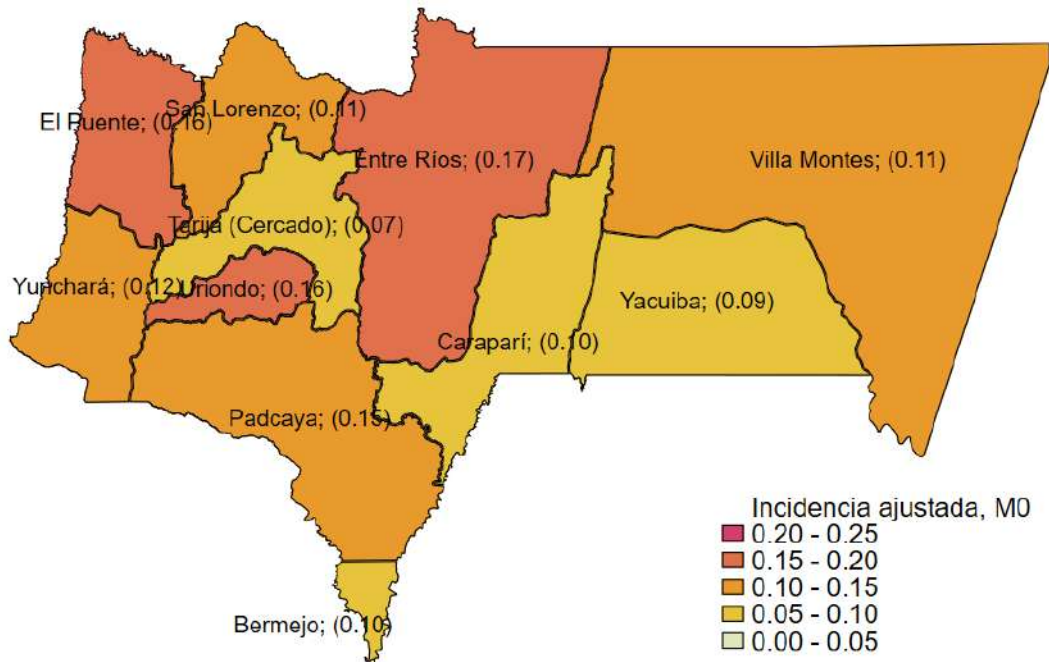 San Lorenzo; (0.11)
El Puente; (0.16)
Entre Ríos; (0.17)
Villa Montes; (0.11)
Tarija (Cercado); (0.07)
Yunchará; (0.12)
Uriondo; (0.16)
Yacuiba; (0.09)
Caraparí; (0.10)
Padcaya; (0.15)
Bermejo; (0.10)
Incidencia ajustada, M0
0.20 - 0.25
0.15 - 0.20
0.10 - 0.15
0.05 - 0.10
0.00 - 0.05